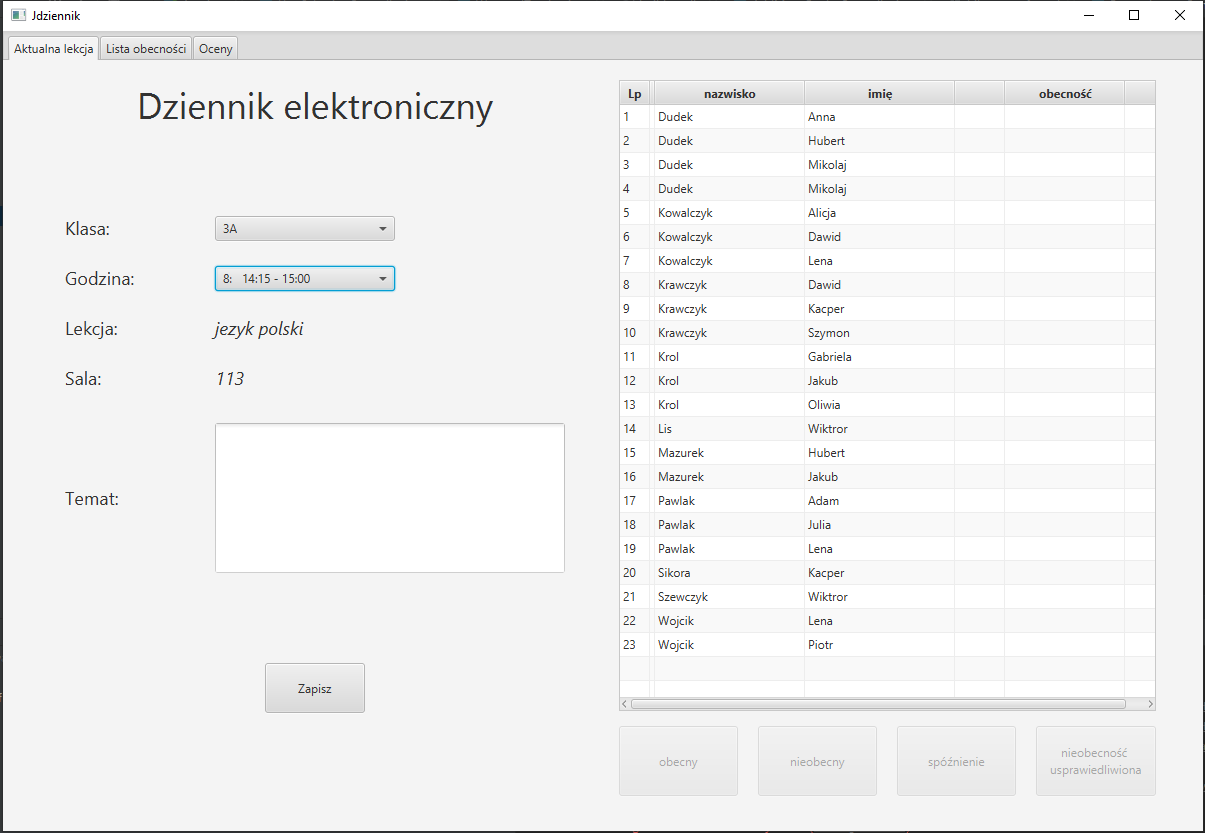 Jdziennik
Aktualna lekcja Lista obecności Oceny
Dziennik elektroniczny
Klasa: 3A
Godzina: 8: 14:15 - 15:00
Lekcja: jezyk polski
Sala: 113
Temat:
Zapisz
Lp nazwisko imię obecność
1 Dudek Anna
2 Dudek Hubert
3 Dudek Mikolaj
4 Dudek Mikolaj
5 Kowalczyk Alicja
6 Kowalczyk Dawid
7 Kowalczyk Lena
8 Krawczyk Dawid
9 Krawczyk Kacper
10 Krawczyk Szymon
11 Krol Gabriela
12 Krol Jakub
13 Krol Oliwia
14 Lis Wiktror
15 Mazurek Hubert
16 Mazurek Jakub
17 Pawlak Adam
18 Pawlak Julia
19 Pawlak Lena
20 Sikora Kacper
21 Szewczyk Wiktror
22 Wojcik Lena
23 Wojcik Piotr
obecny
nieobecny
spóźnienie
nieobecność
usprawiedliwiona